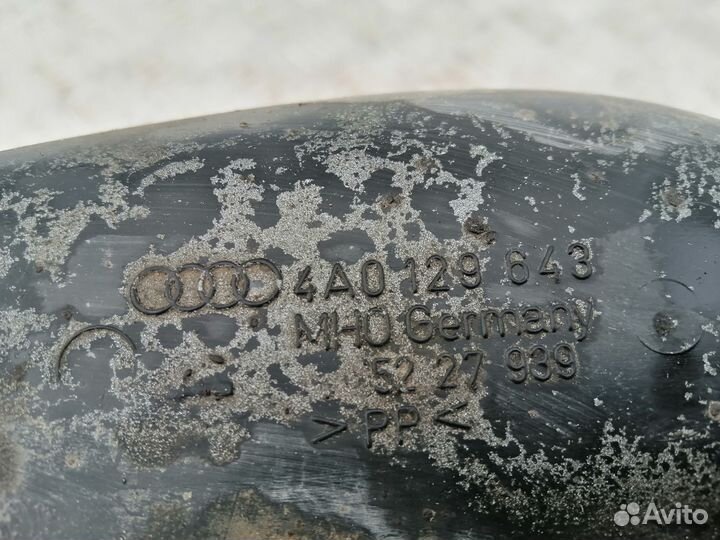 4A0 129 643
MHO Germany
52 27 939
>PP<
Avito